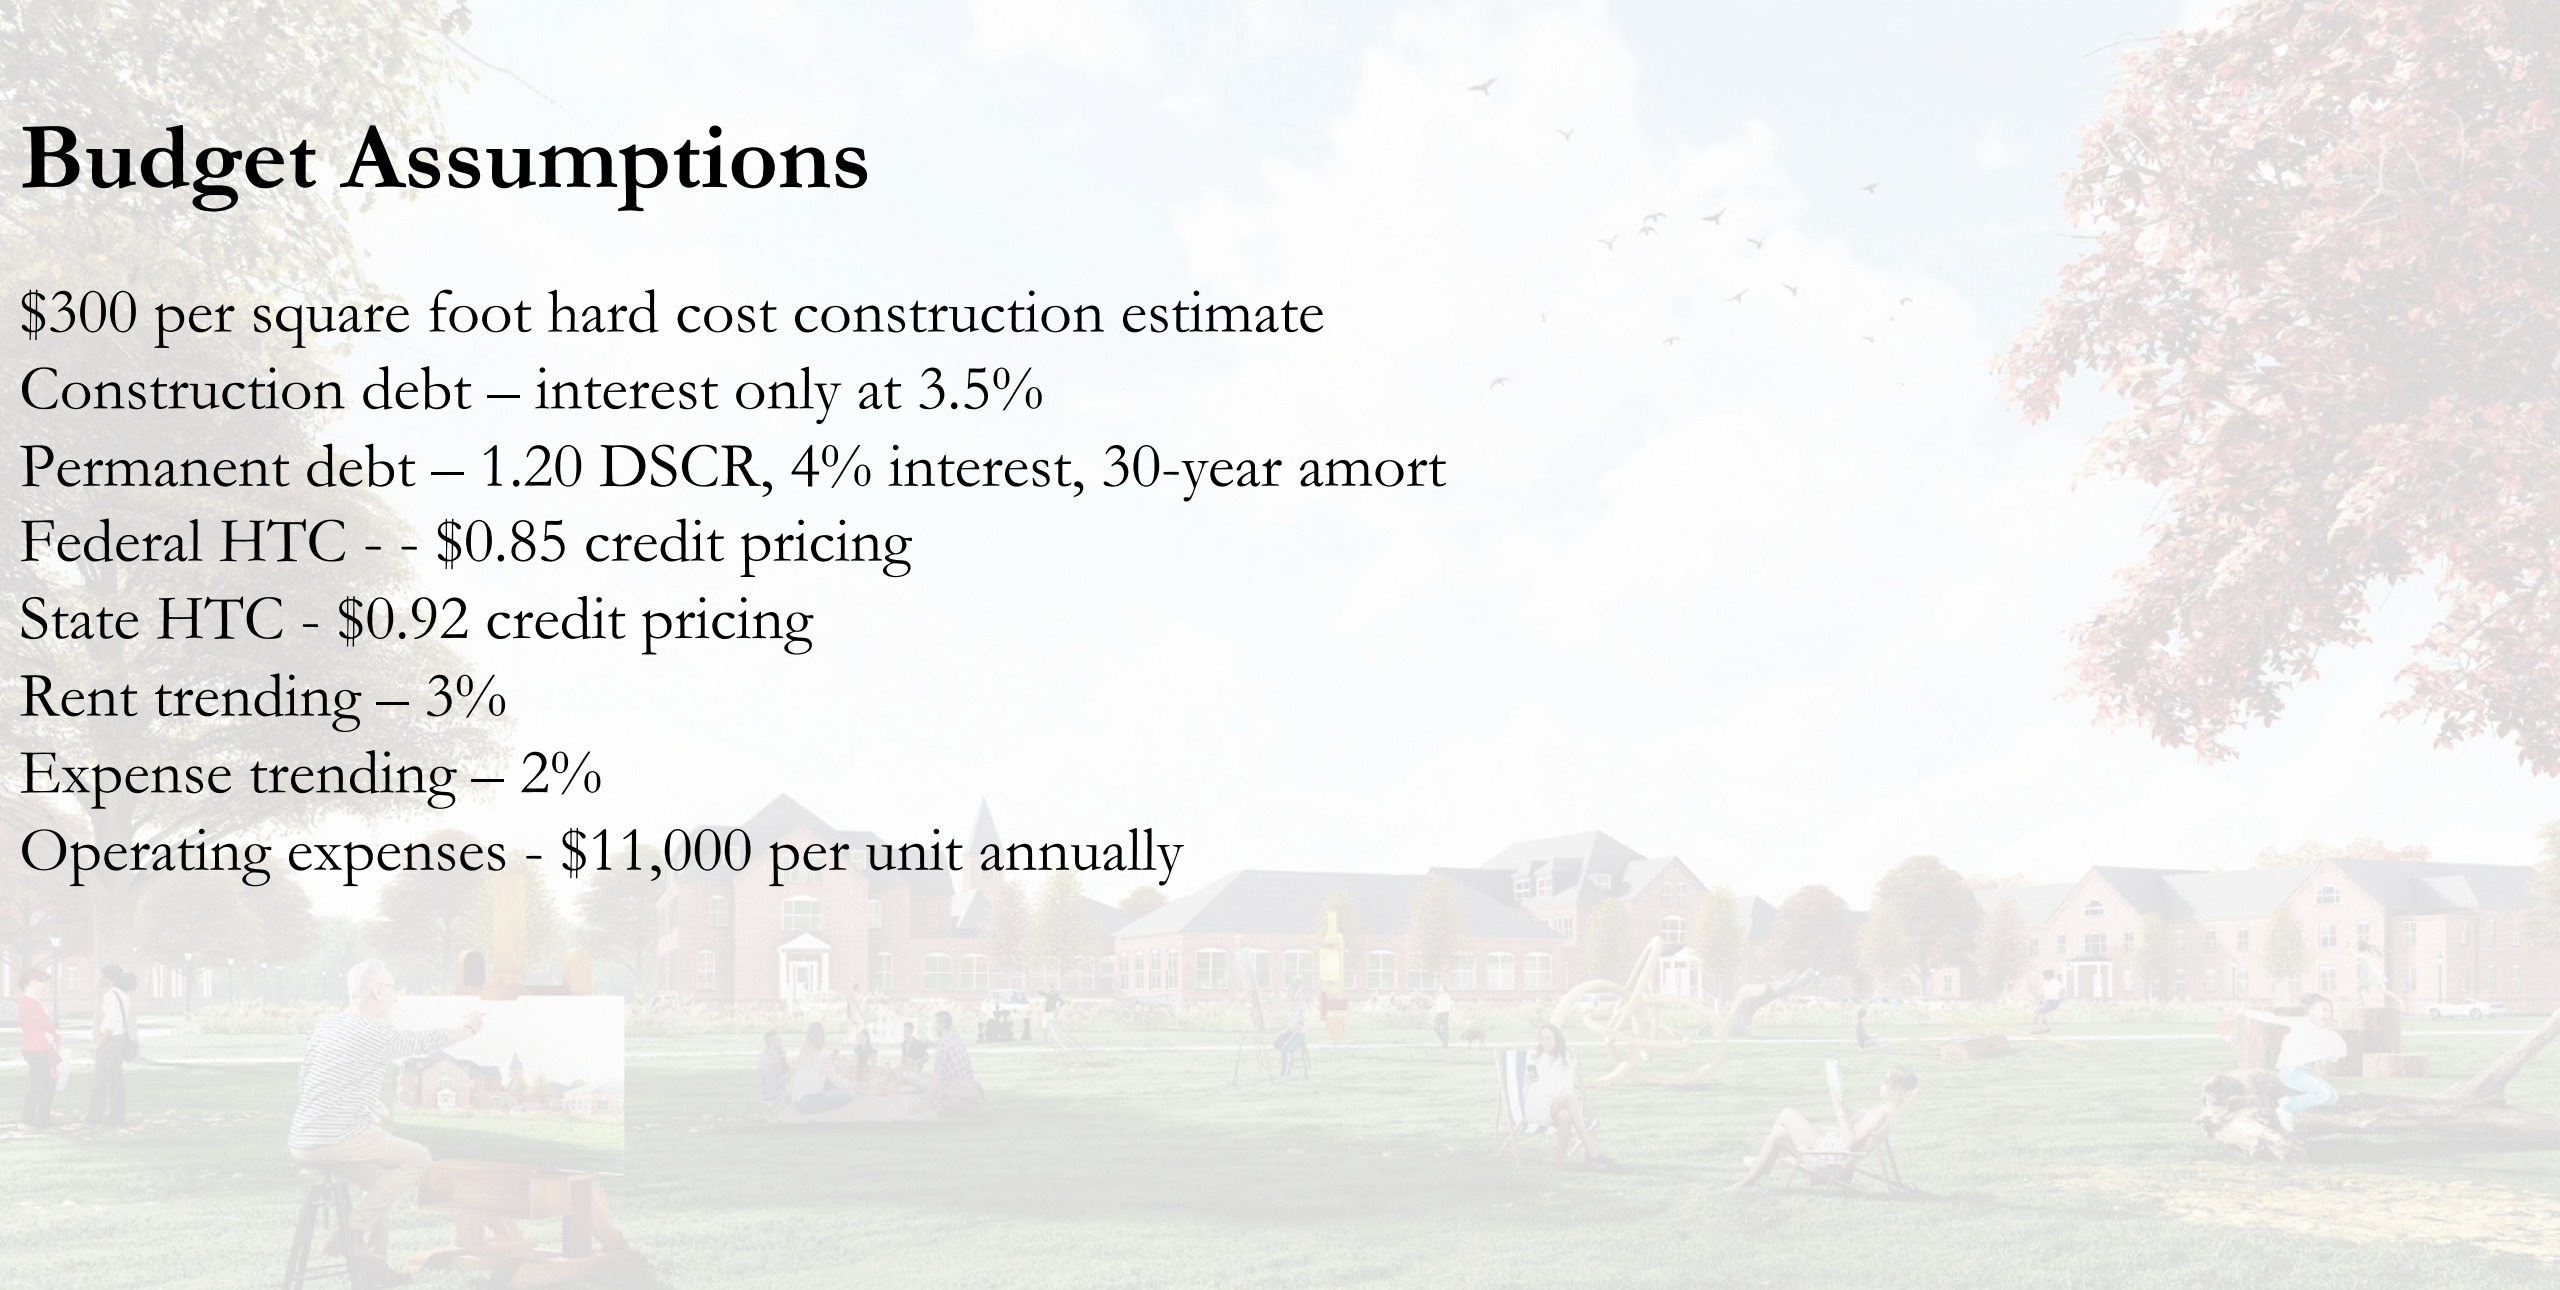 Budget Assumptions
$300 per square foot hard cost construction estimate
Construction debt – interest only at 3.5%
Permanent debt – 1.20 DSCR, 4% interest, 30-year amort
Federal HTC - - $0.85 credit pricing
State HTC - $0.92 credit pricing
Rent trending – 3%
Expense trending – 2%
Operating expenses - $11,000 per unit annually